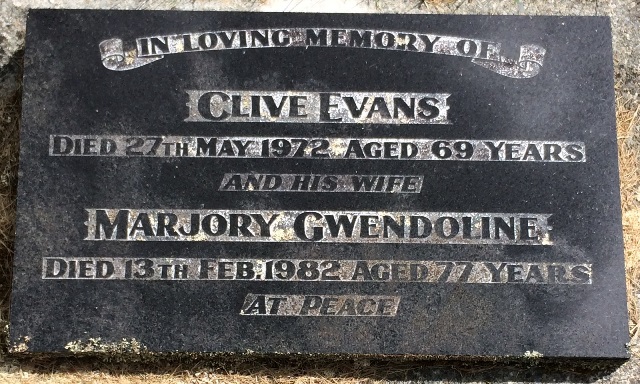 IN LOVING MEMORY OF
CLIVE EVANS
DIED 27TH MAY 1972 AGED 69 YEARS
AND HIS WIFE
MARJORY GWENDOLINE
DIED 13TH FEB. 1982 AGED 77 YEARS
AT PEACE